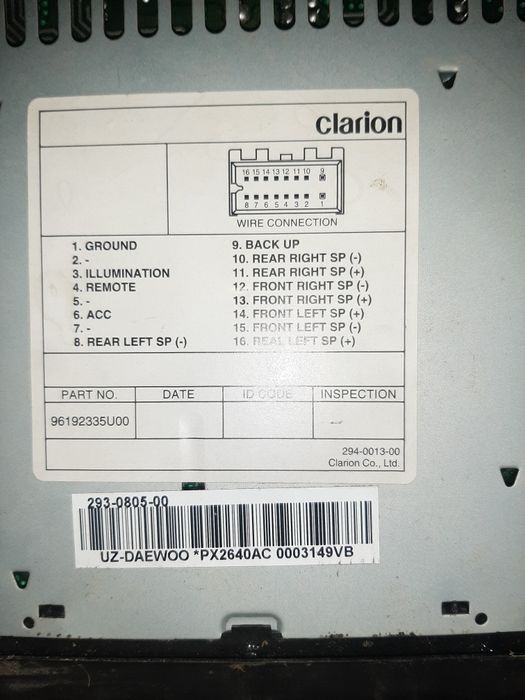 clarion
16 15 14 13 12 11 10 9
8 7 6 5 4 3 2 1
WIRE CONNECTION
1. GROUND
2. -
3. ILLUMINATION
4. REMOTE
5. -
6. ACC
7. -
8. REAR LEFT SP (-)
9. BACK UP
10. REAR RIGHT SP (-)
11. REAR RIGHT SP (+)
12. FRONT RIGHT SP (-)
13. FRONT RIGHT SP (+)
14. FRONT LEFT SP (+)
15. FRONT LEFT SP (-)
16. REAL LEFT SP (+)
PART NO. DATE ID CODE INSPECTION
96192335U00 -
294-0013-00
Clarion Co., Ltd.
293-0805-00
UZ-DAEWOO *PX2640AC 0003149VB